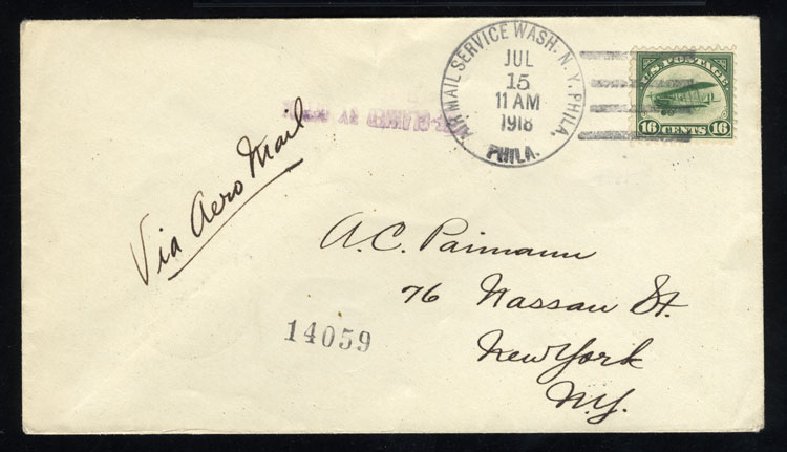 AIR MAIL SERVICE WASH. N.Y. PHILA.
JUL
15
11 AM
1918
PHILA.
U.S. POSTAGE
16 CENTS 16
Via Aero Mail
A.C. Paimann
76 Nassau St.
New York
N.Y.
14059